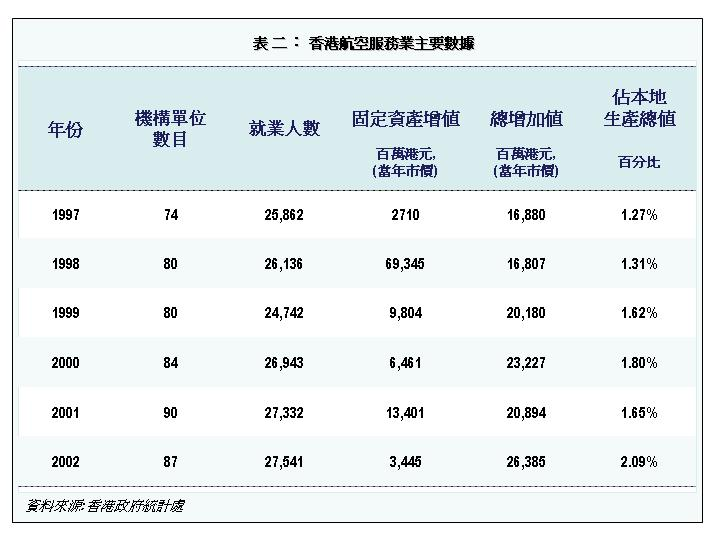 表二： 香港航空服務業主要數據
年份 機構單位數目 就業人數 固定資產增值 百萬港元, (當年市價) 總增加值 百萬港元, (當年市價) 佔本地生產總值 百分比
1997 74 25,862 2710 16,880 1.27%
1998 80 26,136 69,345 16,807 1.31%
1999 80 24,742 9,804 20,180 1.62%
2000 84 26,943 6,461 23,227 1.80%
2001 90 27,332 13,401 20,894 1.65%
2002 87 27,541 3,445 26,385 2.09%
資料來源:香港政府統計處